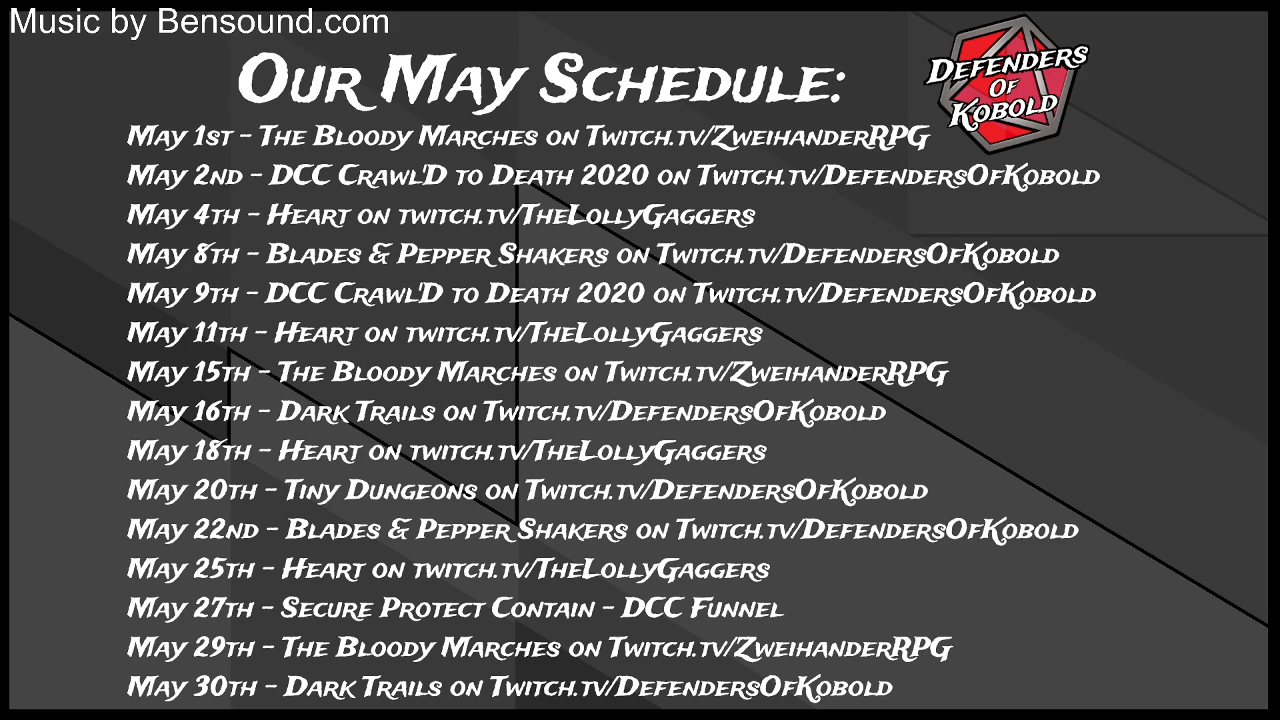 Music by Bensound.com
Our May Schedule:
Defenders
Of
Kobold
May 1st - The Bloody Marches on Twitch.tv/ZweihanderRPG
May 2nd - DCC Crawl'D to Death 2020 on Twitch.tv/DefendersOfKobold
May 4th - Heart on twitch.tv/TheLollyGaggers
May 8th - Blades & Pepper Shakers on Twitch.tv/DefendersOfKobold
May 9th - DCC Crawl'D to Death 2020 on Twitch.tv/DefendersOfKobold
May 11th - Heart on twitch.tv/TheLollyGaggers
May 15th - The Bloody Marches on Twitch.tv/ZweihanderRPG
May 16th - Dark Trails on Twitch.tv/DefendersOfKobold
May 18th - Heart on twitch.tv/TheLollyGaggers
May 20th - Tiny Dungeons on Twitch.tv/DefendersOfKobold
May 22nd - Blades & Pepper Shakers on Twitch.tv/DefendersOfKobold
May 25th - Heart on twitch.tv/TheLollyGaggers
May 27th - Secure Protect Contain - DCC Funnel
May 29th - The Bloody Marches on Twitch.tv/ZweihanderRPG
May 30th - Dark Trails on Twitch.tv/DefendersOfKobold